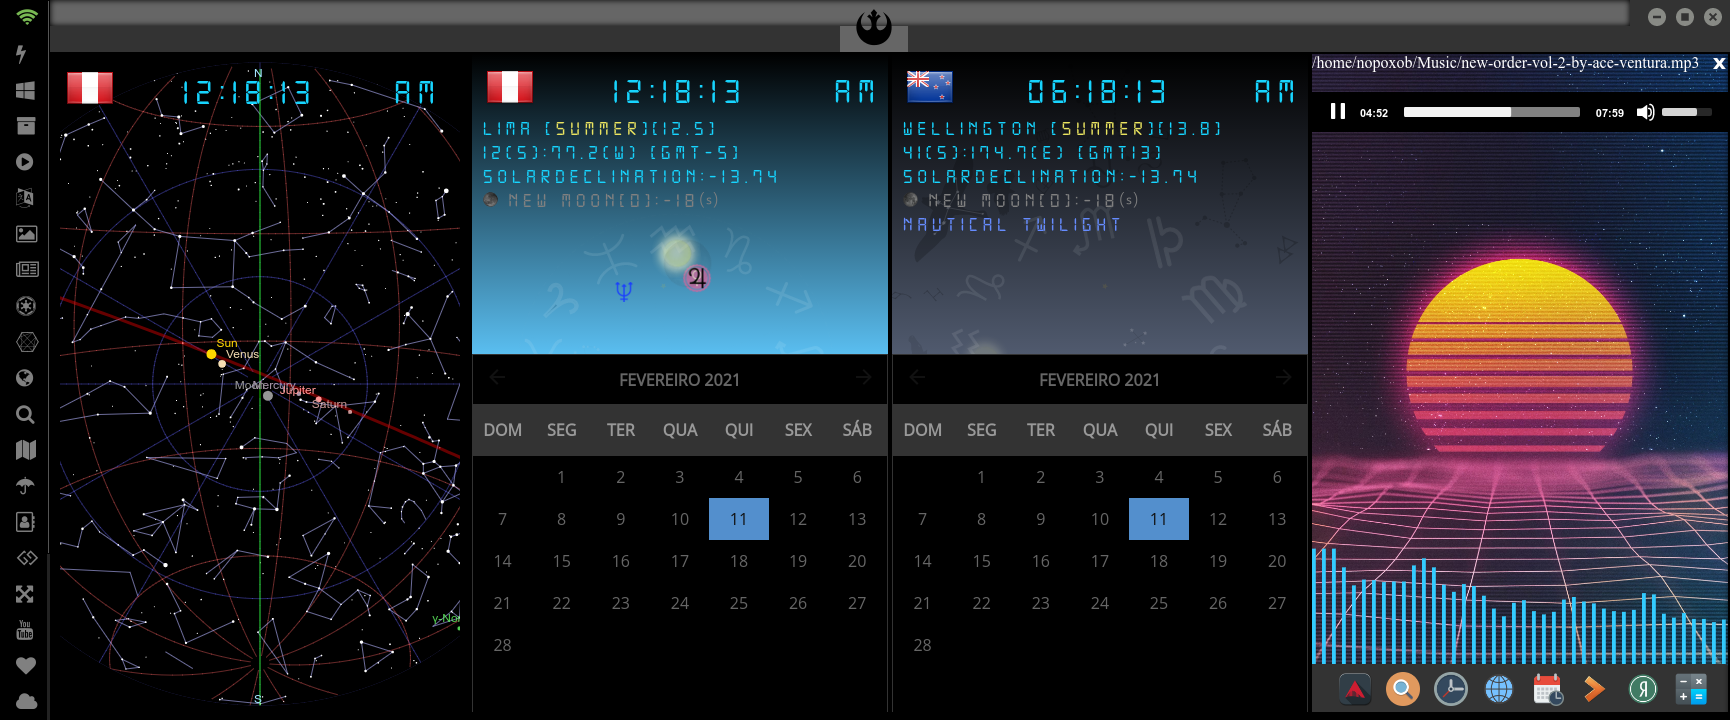 N
12:18:13 AM
Sun
Venus
Mercury
Jupiter
Saturn
S
12:18:13 AM
LIMA [SUMMER][12.5]
12(S):77.2(W) [GMT-5]
SOLARDECLINATION:-13.74
NEW MOON[0]:-18(s)
FEVEREIRO 2021
DOM SEG TER QUA QUI SEX SÁB
1 2 3 4 5 6
7 8 9 10 11 12 13
14 15 16 17 18 19 20
21 22 23 24 25 26 27
28
06:18:13 AM
WELLINGTON [SUMMER][13.8]
41(S):174.7(E) [GMT13]
SOLARDECLINATION:-13.74
NEW MOON[0]:-18(s)
NAUTICAL TWILIGHT
FEVEREIRO 2021
DOM SEG TER QUA QUI SEX SÁB
1 2 3 4 5 6
7 8 9 10 11 12 13
14 15 16 17 18 19 20
21 22 23 24 25 26 27
28
/home/nopoxob/Music/new-order-vol-2-by-ace-ventura.mp3 x
04:52 07:59
You
Tube
Я